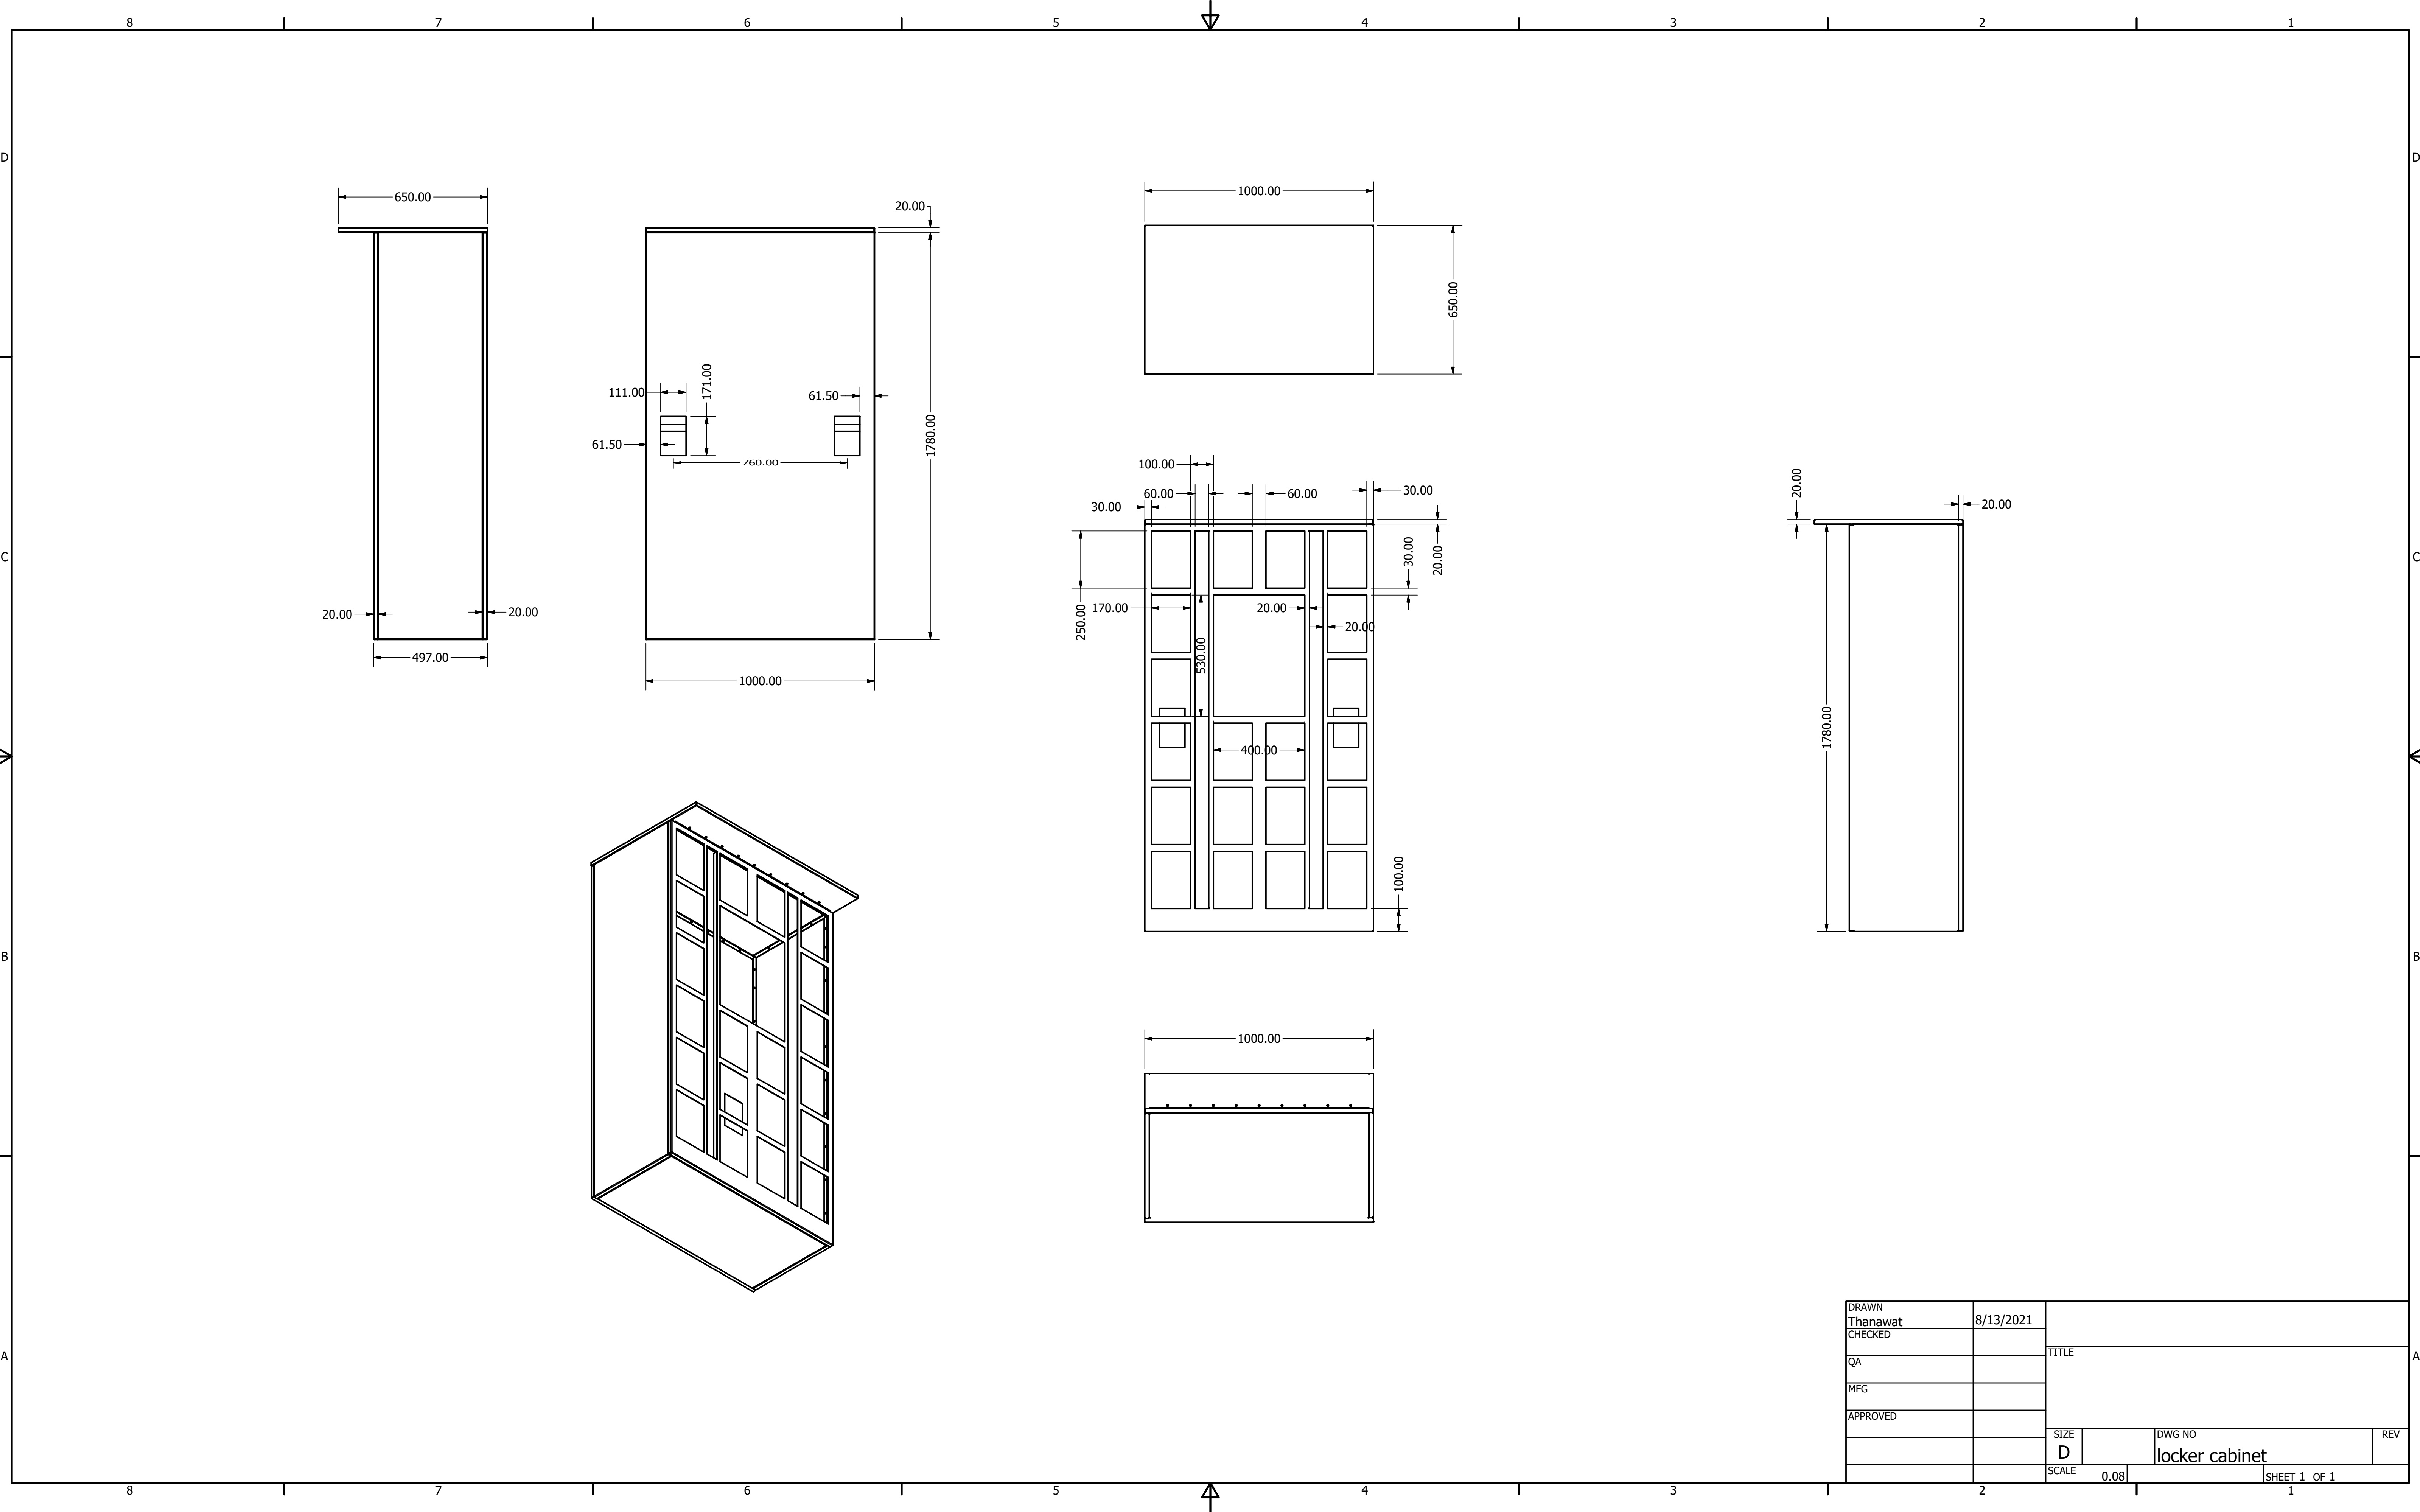 8 7 6 5 4 3 2 1
D D
650.00
20.00
1000.00
650.00
111.00
171.00
61.50
61.50
760.00
1780.00
20.00
20.00
497.00
1000.00
100.00
60.00
60.00
30.00
30.00
20.00
30.00
250.00
170.00
20.00
20.00
530.00
400.00
100.00
20.00
20.00
1780.00
C C
B B
1000.00
A A
DRAWN
Thanawat 8/13/2021
CHECKED
TITLE
QA
MFG
APPROVED
SIZE DWG NO REV
D locker cabinet
SCALE 0.08 SHEET 1 OF 1
8 7 6 5 4 3 2 1